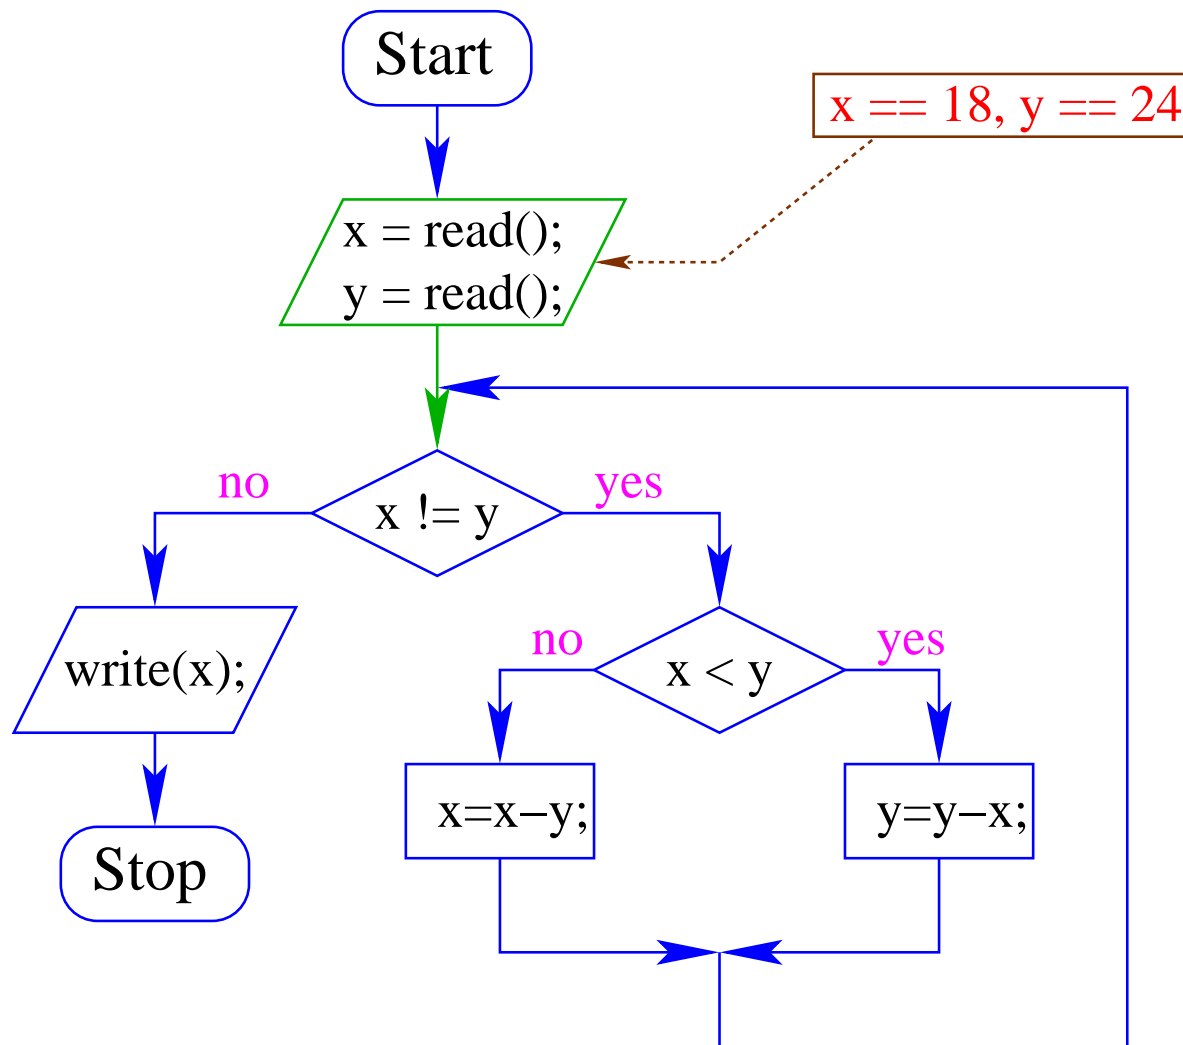 Start
x == 18, y == 24
x = read();
y = read();
no
yes
x != y
no
yes
write(x);
x < y
x=x−y;
y=y−x;
Stop